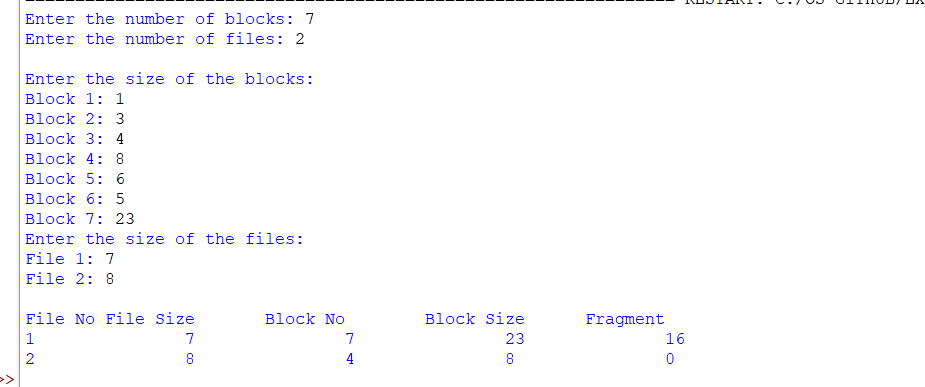 RESTART: C:/OS GITHUB/EX
Enter the number of blocks: 7
Enter the number of files: 2
Enter the size of the blocks:
Block 1: 1
Block 2: 3
Block 3: 4
Block 4: 8
Block 5: 6
Block 6: 5
Block 7: 23
Enter the size of the files:
File 1: 7
File 2: 8
File No File Size Block No Block Size Fragment
1 7 7 23 16
2 8 4 8 0
>>